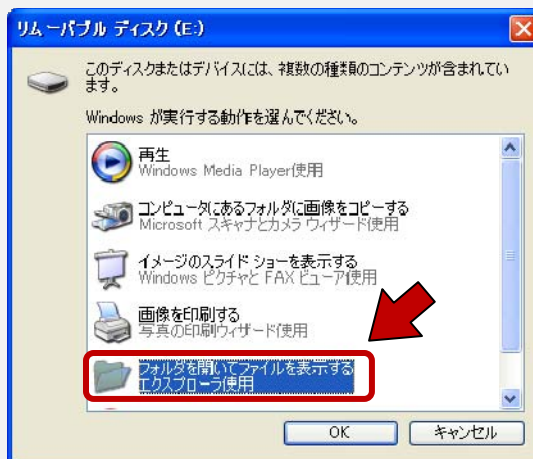 リムーバブル ディスク (E:)
このディスクまたはデバイスには、複数の種類のコンテンツが含まれてい
ます。
Windows が実行する動作を選んでください。
再生
Windows Media Player使用
コンピュータにあるフォルダに画像をコピーする
Microsoft スキャナとカメラ ウィザード使用
イメージのスライド ショーを表示する
Windows ピクチャと FAX ビューア使用
画像を印刷する
写真の印刷ウィザード使用
フォルダを開いてファイルを表示する
エクスプローラ使用
OK
キャンセル